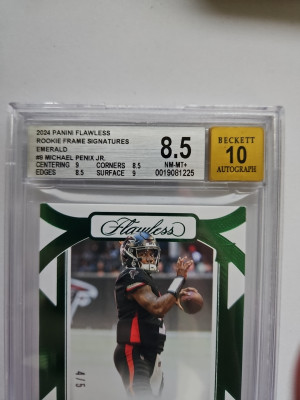 2024 PANINI FLAWLESS
ROOKIE FRAME SIGNATURES
EMERALD
#9 MICHAEL PENIX JR.
CENTERING 9 CORNERS 8.5
EDGES 8.5 SURFACE 9
8.5
NM-MT+
0019081225
BECKETT
10
AUTOGRAPH
Flawless
4/5